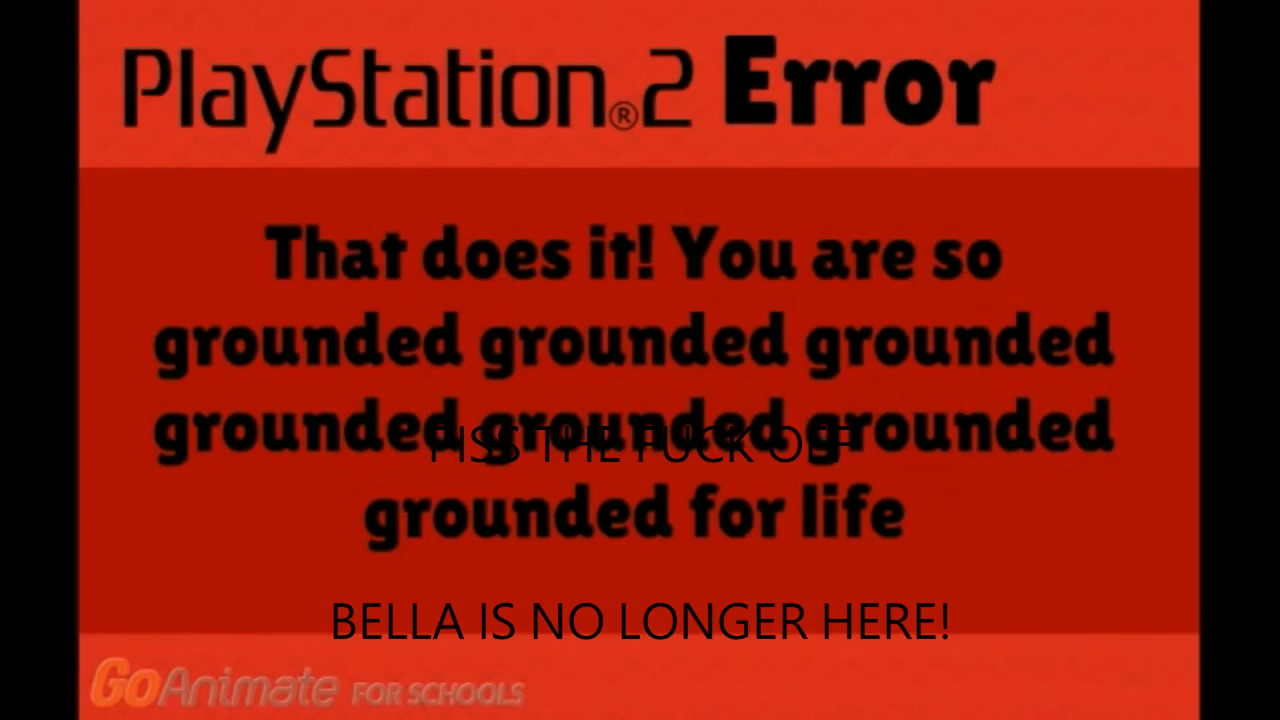 PlayStation®2 Error
That does it! You are so
grounded grounded grounded
grounded grounded grounded
PISS THE FUCK OFF
grounded for life
BELLA IS NO LONGER HERE!
GoAnimate FOR SCHOOLS